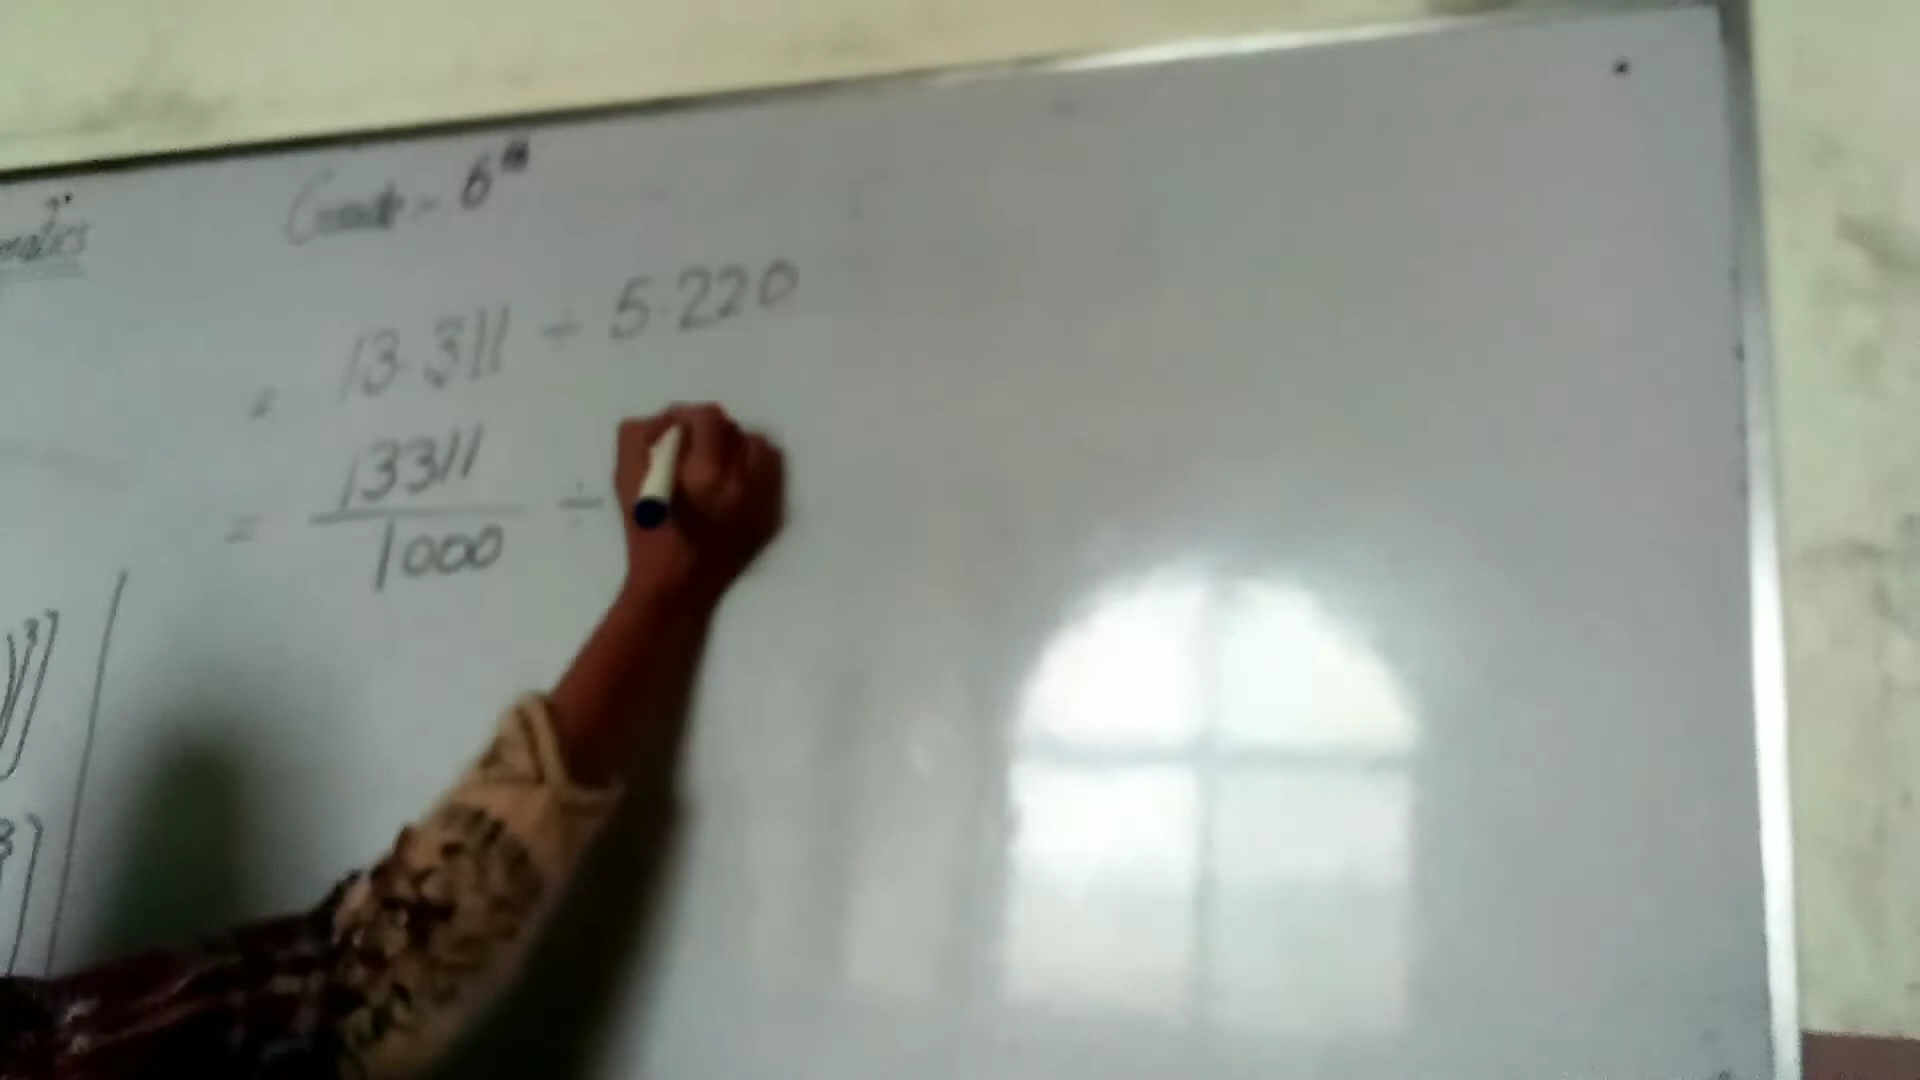 Grade :- 6th
= 13.311 ÷ 5.220
= 13311/1000 ÷